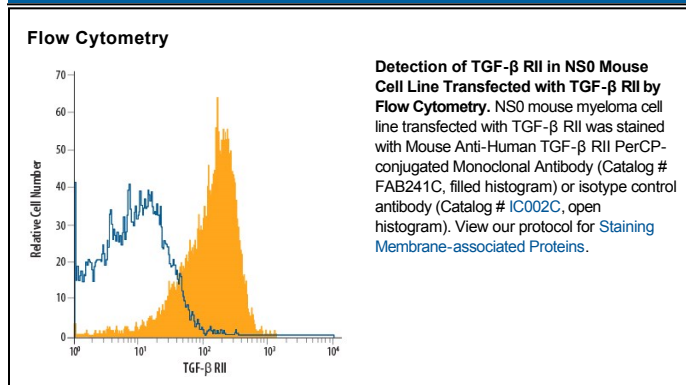 Flow Cytometry
70
60
50
40
30
20
10
0
Relative Cell Number
10⁰ 10¹ 10² 10³ 10⁴
TGF-β RII
Detection of TGF-β RII in NS0 Mouse
Cell Line Transfected with TGF-β RII by
Flow Cytometry. NS0 mouse myeloma cell
line transfected with TGF-β RII was stained
with Mouse Anti-Human TGF-β RII PerCP-
conjugated Monoclonal Antibody (Catalog #
FAB241C, filled histogram) or isotype control
antibody (Catalog # IC002C, open
histogram). View our protocol for Staining
Membrane-associated Proteins.